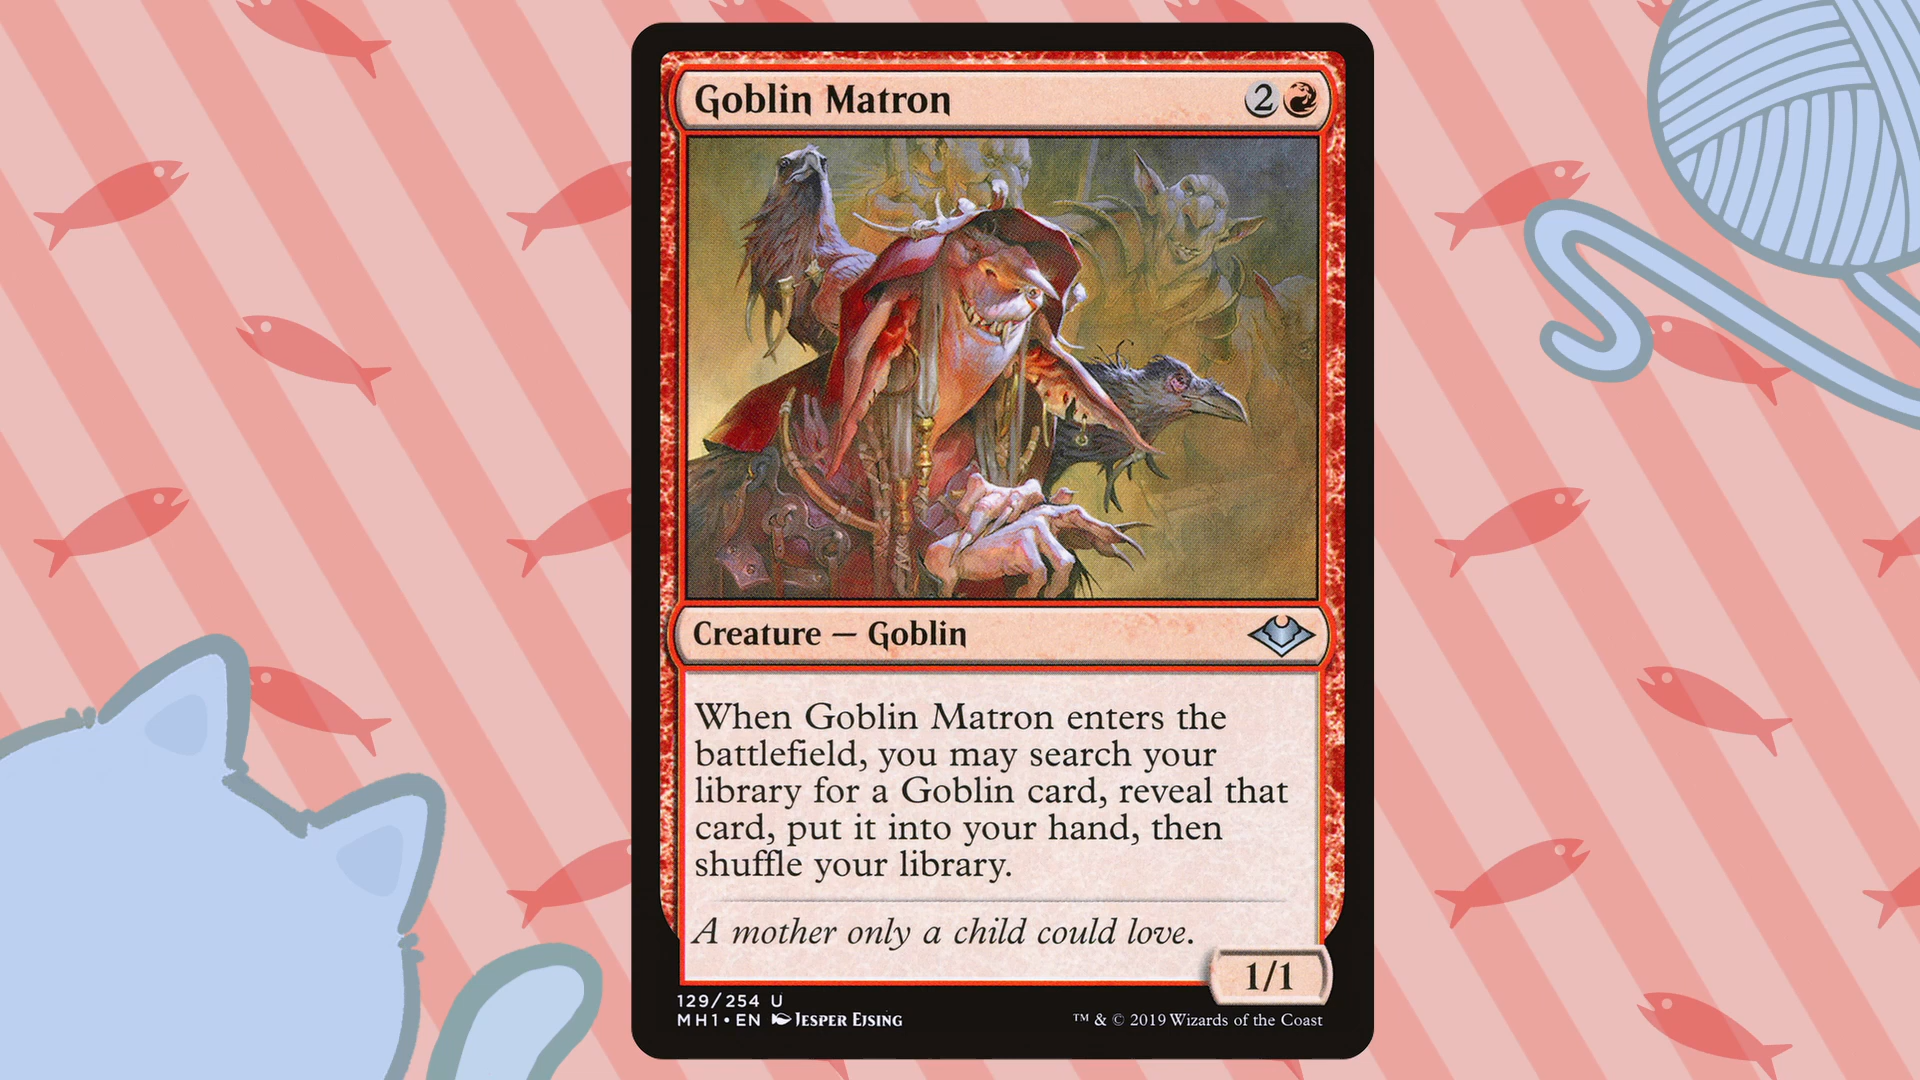 Goblin Matron
2
Creature — Goblin
When Goblin Matron enters the
battlefield, you may search your
library for a Goblin card, reveal that
card, put it into your hand, then
shuffle your library.
A mother only a child could love.
1/1
129/254 U
MH1 • EN Jesper Ejsing
™ & © 2019 Wizards of the Coast